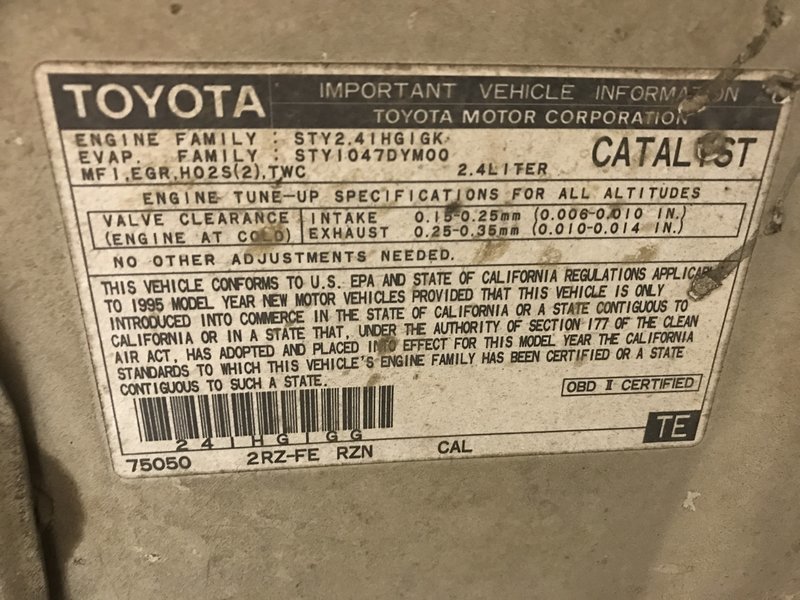 TOYOTA IMPORTANT VEHICLE INFORMATION
TOYOTA MOTOR CORPORATION
ENGINE FAMILY : STY2.4IHGIGK
EVAP. FAMILY : STY1047DYM00
CATALYST
MFI,EGR,HO2S(2),TWC 2.4LITER
ENGINE TUNE-UP SPECIFICATIONS FOR ALL ALTITUDES
VALVE CLEARANCE INTAKE 0.15-0.25mm (0.006-0.010 IN.)
(ENGINE AT COLD) EXHAUST 0.25-0.35mm (0.010-0.014 IN.)
NO OTHER ADJUSTMENTS NEEDED.
THIS VEHICLE CONFORMS TO U.S. EPA AND STATE OF CALIFORNIA REGULATIONS APPLICABLE
TO 1995 MODEL YEAR NEW MOTOR VEHICLES PROVIDED THAT THIS VEHICLE IS ONLY
INTRODUCED INTO COMMERCE IN THE STATE OF CALIFORNIA OR A STATE CONTIGUOUS TO
CALIFORNIA OR IN A STATE THAT, UNDER THE AUTHORITY OF SECTION 177 OF THE CLEAN
AIR ACT, HAS ADOPTED AND PLACED INTO EFFECT FOR THIS MODEL YEAR THE CALIFORNIA
STANDARDS TO WHICH THIS VEHICLE'S ENGINE FAMILY HAS BEEN CERTIFIED OR A STATE
CONTIGUOUS TO SUCH A STATE.
OBD II CERTIFIED
24IHGIGG
TE
75050 2RZ-FE RZN CAL